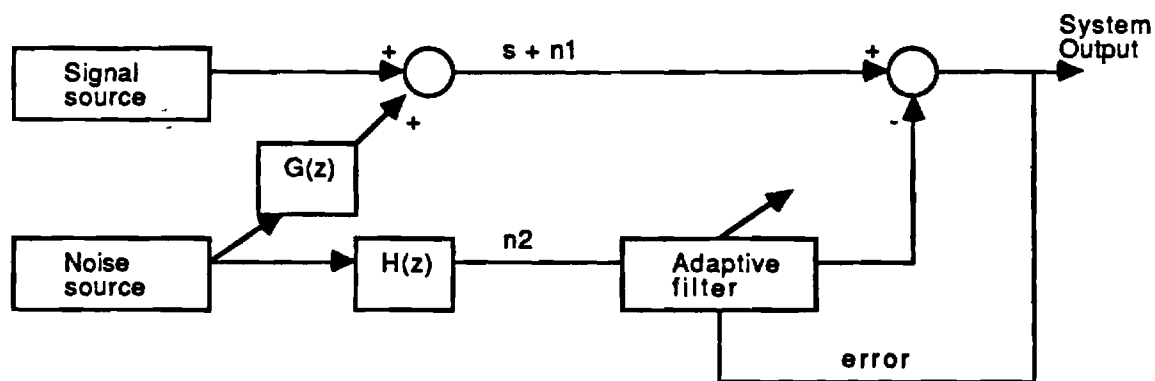 System
Output
+
s + n1
+
Signal
source
+
-
G(z)
n2
Noise
source
H(z)
Adaptive
filter
error